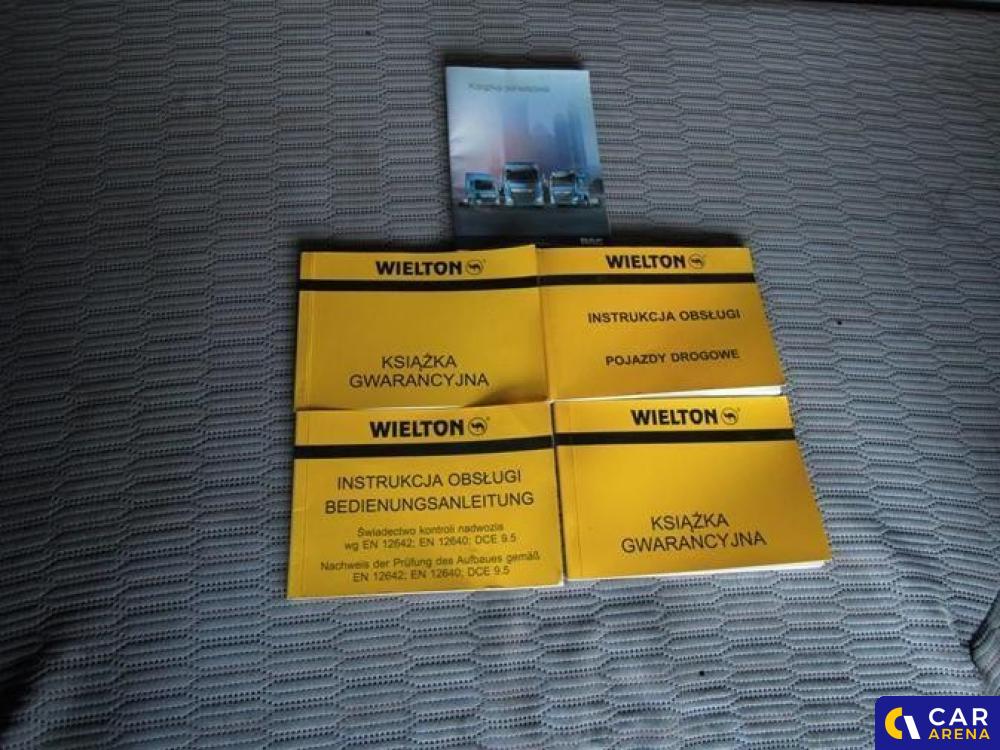 Książka serwisowa
WIELTON
KSIĄŻKA
GWARANCYJNA
WIELTON
INSTRUKCJA OBSŁUGI
POJAZDY DROGOWE
WIELTON
INSTRUKCJA OBSŁUGI
BEDIENUNGSANLEITUNG
Świadectwo kontroli nadwozia
wg EN 12642; EN 12640; DCE 9.5
Nachweis der Prüfung des Aufbaues gemäß
EN 12642; EN 12640; DCE 9.5
WIELTON
KSIĄŻKA
GWARANCYJNA
CAR
ARENA